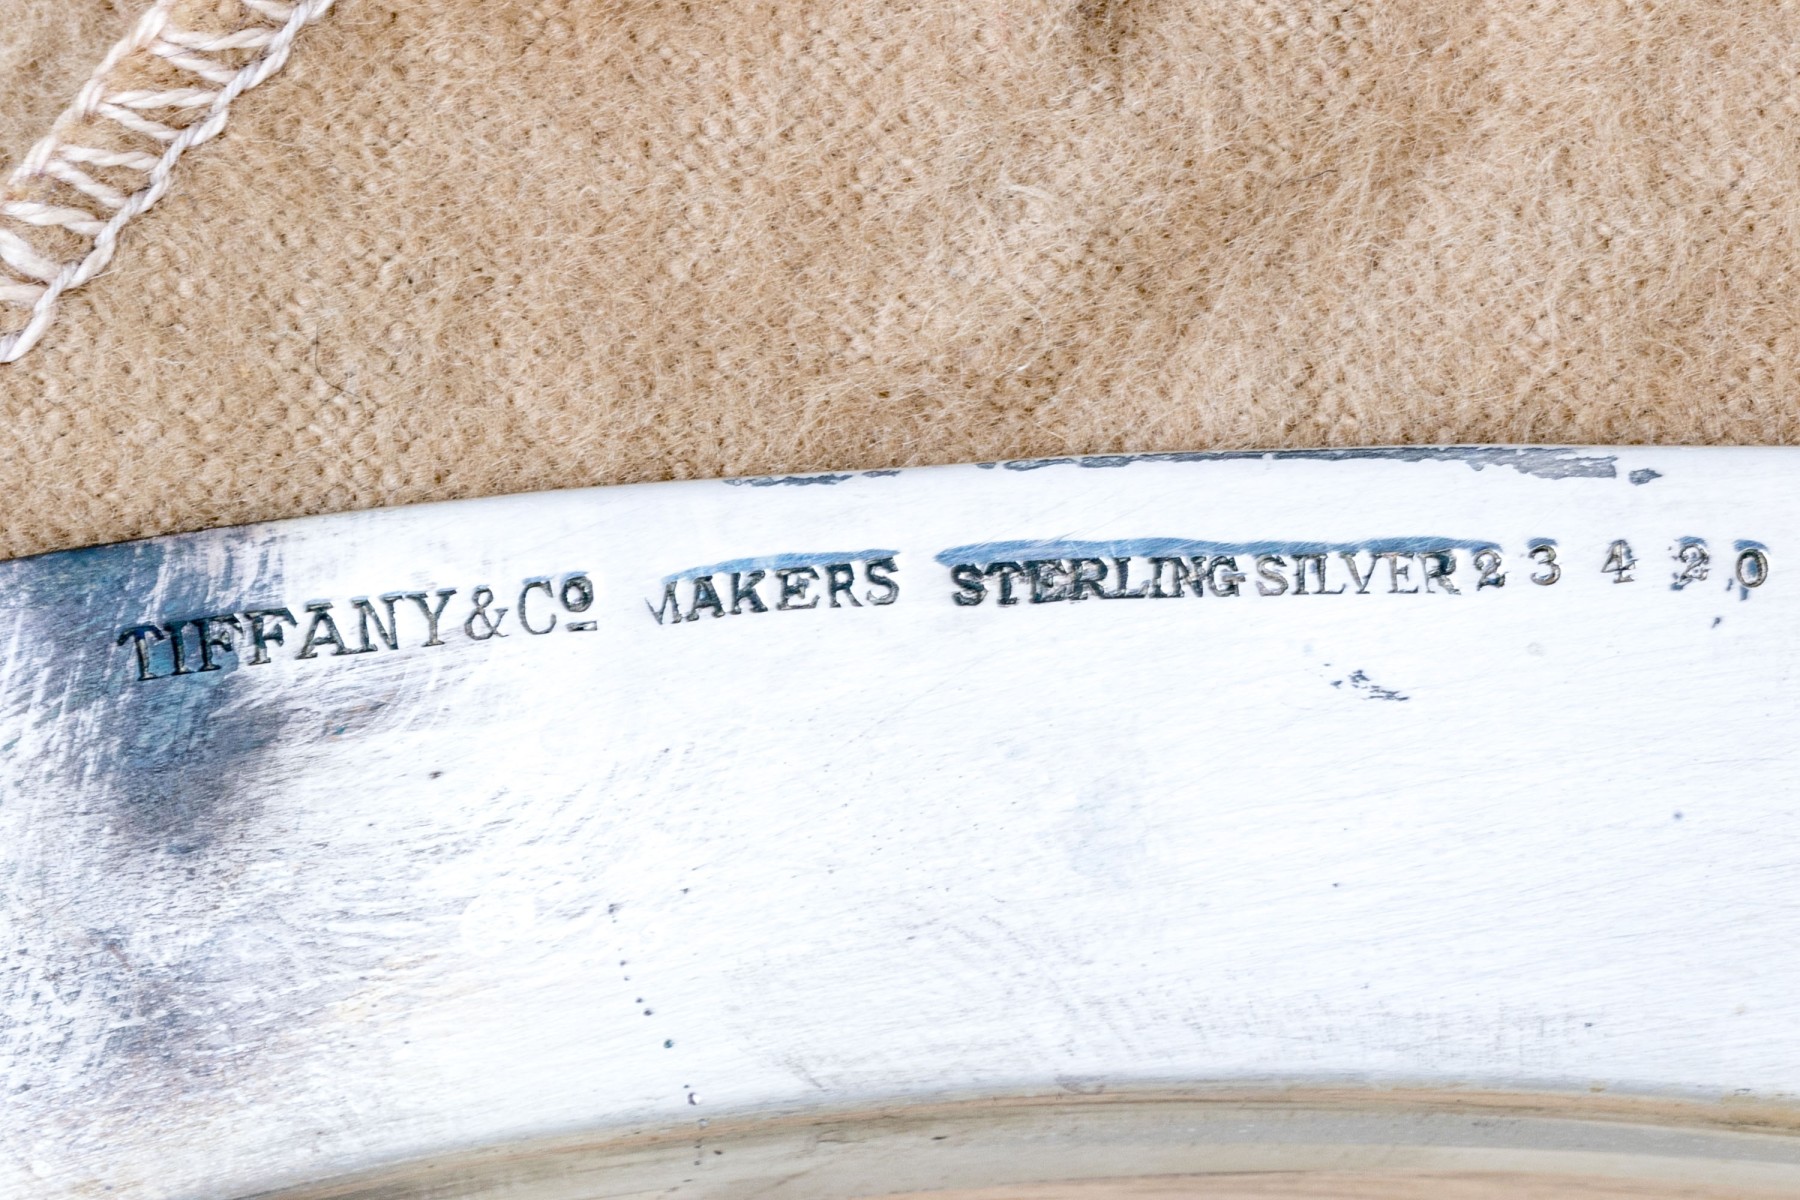 TIFFANY & Cº MAKERS STERLING SILVER 23420